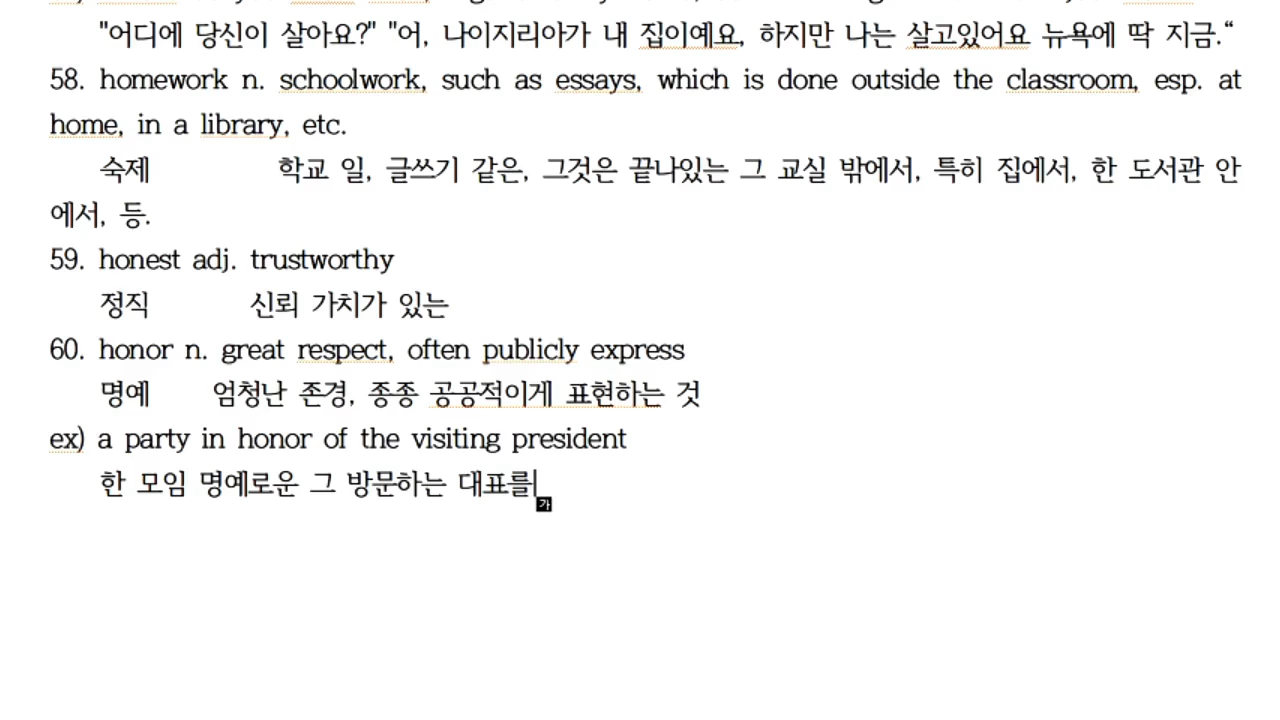 "어디에 당신이 살아요?" "어, 나이지리아가 내 집이예요, 하지만 나는 살고있어요 뉴욕에 딱 지금.“
58. homework n. schoolwork, such as essays, which is done outside the classroom, esp. at
home, in a library, etc.
숙제 학교 일, 글쓰기 같은, 그것은 끝나있는 그 교실 밖에서, 특히 집에서, 한 도서관 안
에서, 등.
59. honest adj. trustworthy
정직 신뢰 가치가 있는
60. honor n. great respect, often publicly express
명예 엄청난 존경, 종종 공공적이게 표현하는 것
ex) a party in honor of the visiting president
한 모임 명예로운 그 방문하는 대표를
가